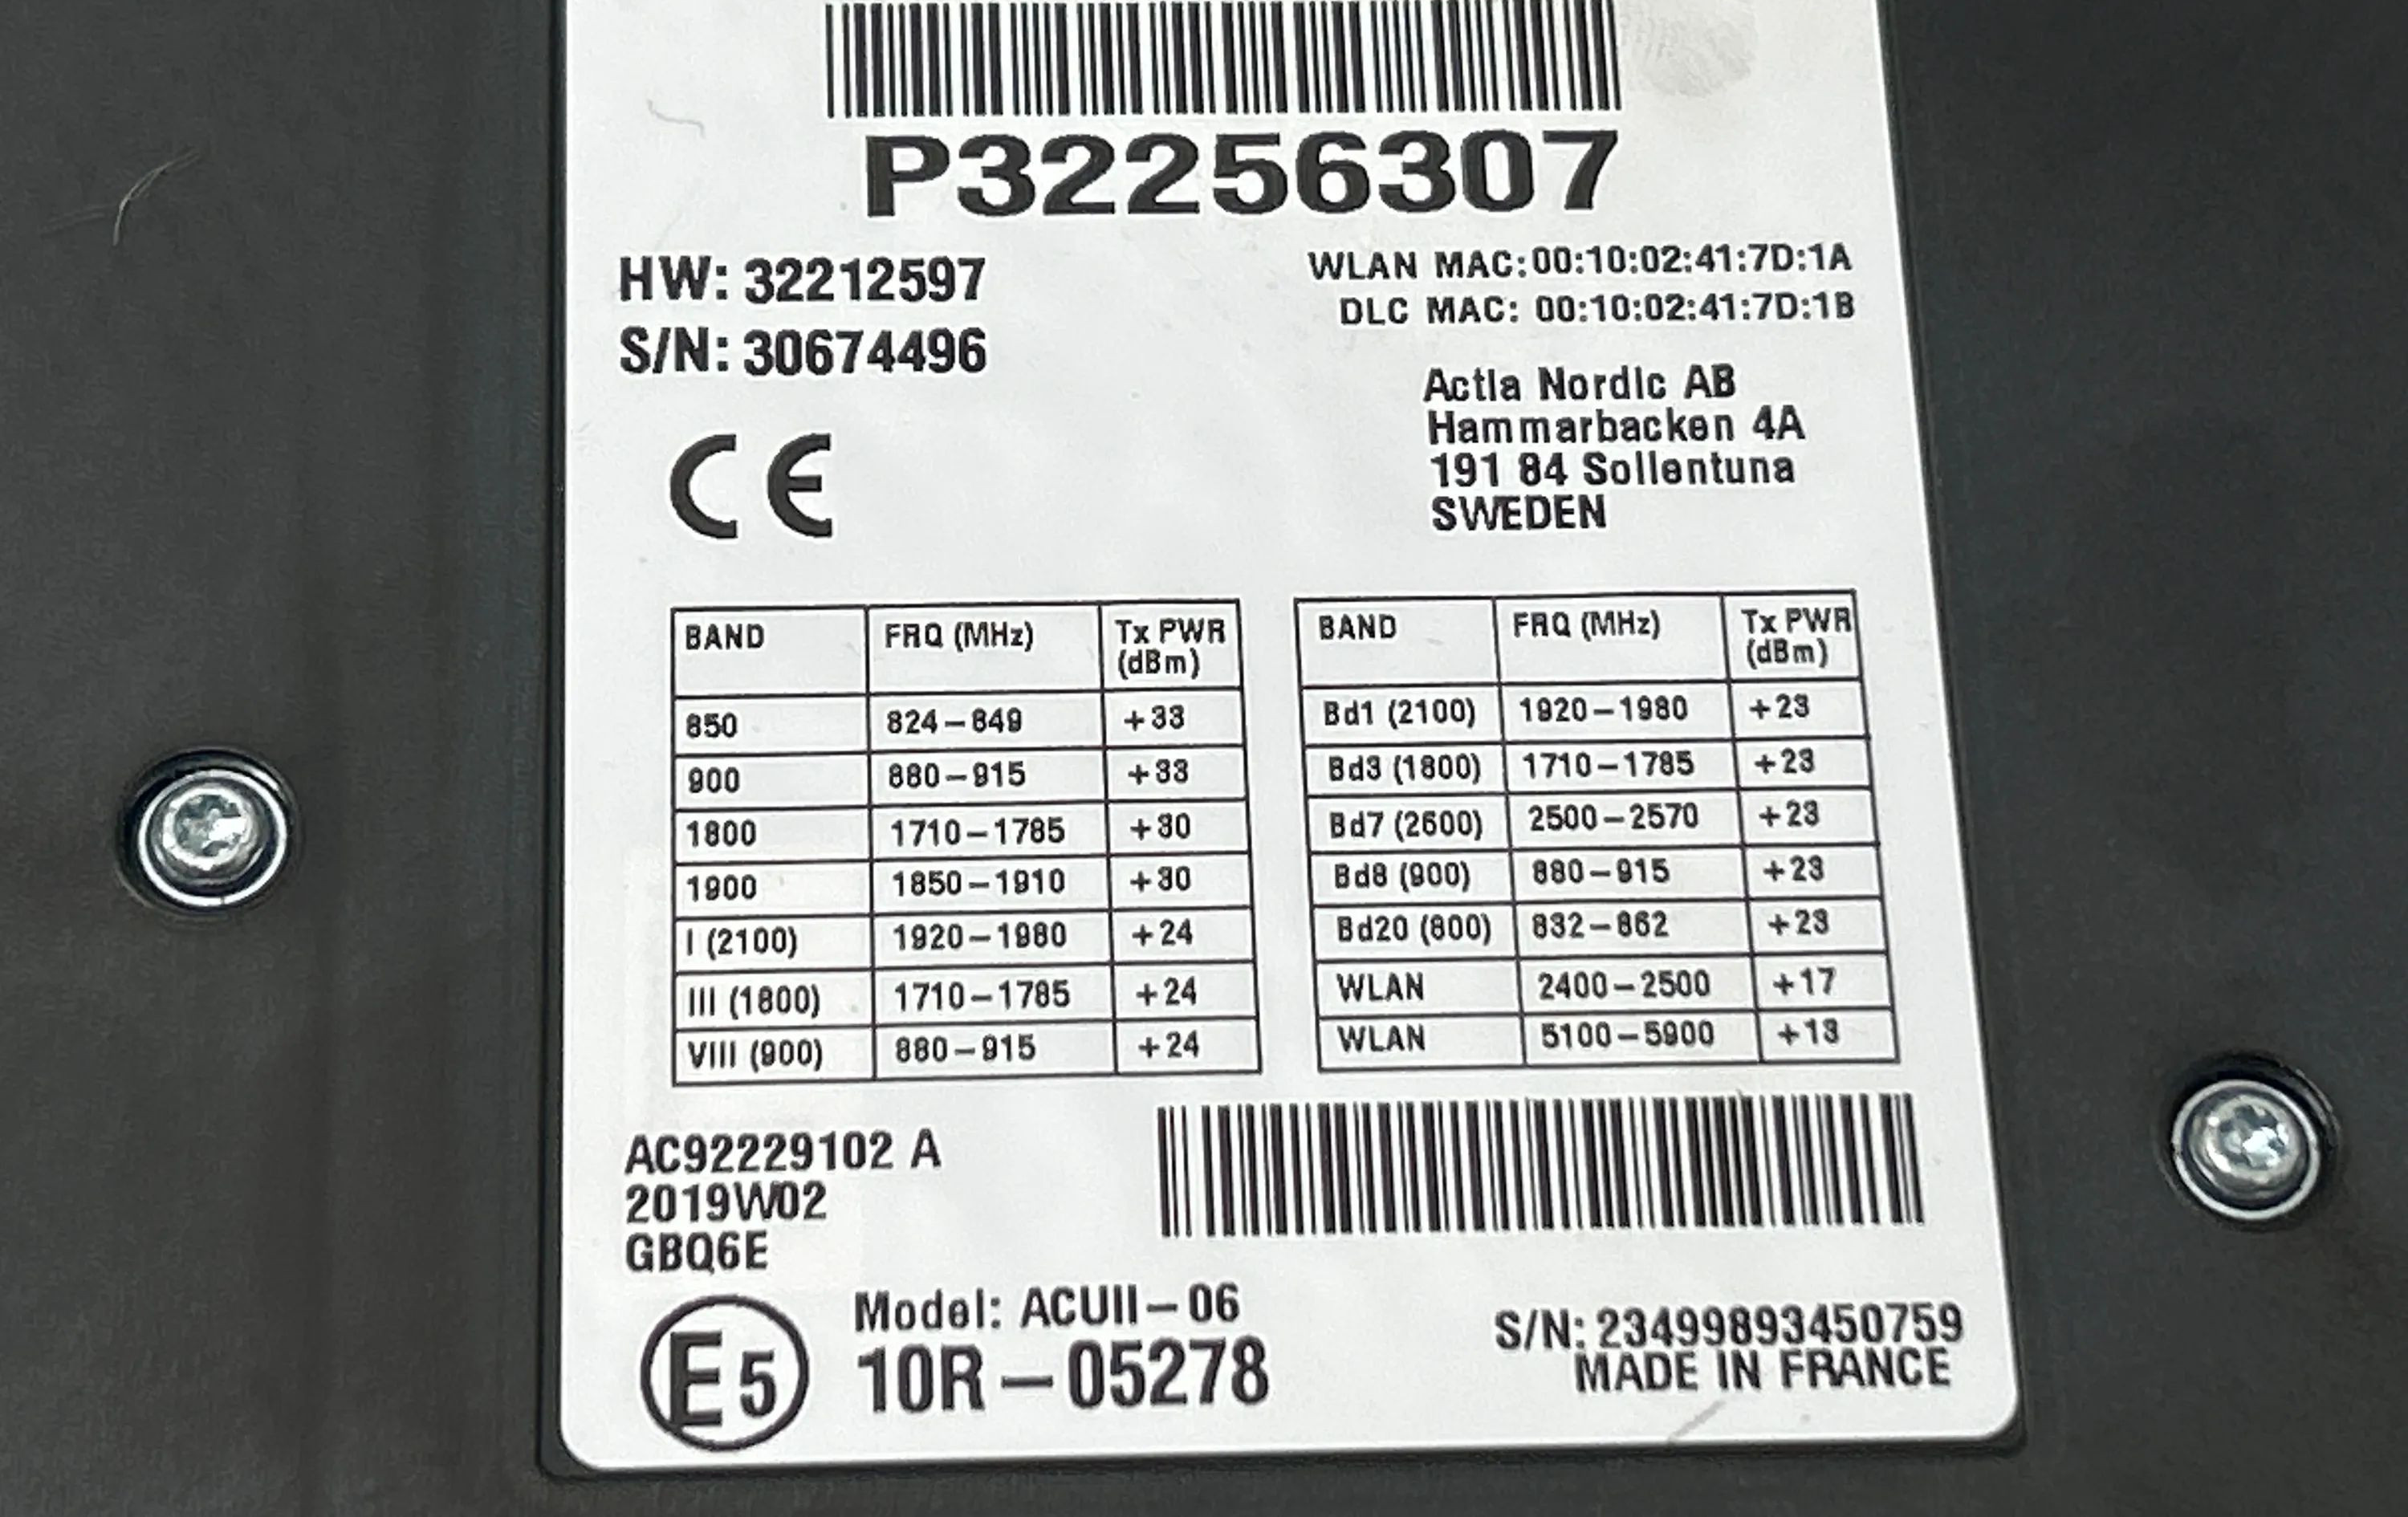 P32256307
HW: 32212597
S/N: 30674496
WLAN MAC:00:10:02:41:7D:1A
DLC MAC: 00:10:02:41:7D:1B
Actia Nordic AB
Hammarbacken 4A
191 84 Sollentuna
SWEDEN
CE
BAND FRQ (MHz) Tx PWR (dBm)
850 824–849 +33
900 880–915 +33
1800 1710–1785 +30
1900 1850–1910 +30
I (2100) 1920–1980 +24
III (1800) 1710–1785 +24
VIII (900) 880–915 +24
BAND FRQ (MHz) Tx PWR (dBm)
Bd1 (2100) 1920–1980 +23
Bd3 (1800) 1710–1785 +23
Bd7 (2600) 2500–2570 +23
Bd8 (900) 880–915 +23
Bd20 (800) 832–862 +23
WLAN 2400–2500 +17
WLAN 5100–5900 +13
AC92229102 A
2019W02
GBQ6E
E5
Model: ACUII–06
10R–05278
S/N: 23499893450759
MADE IN FRANCE